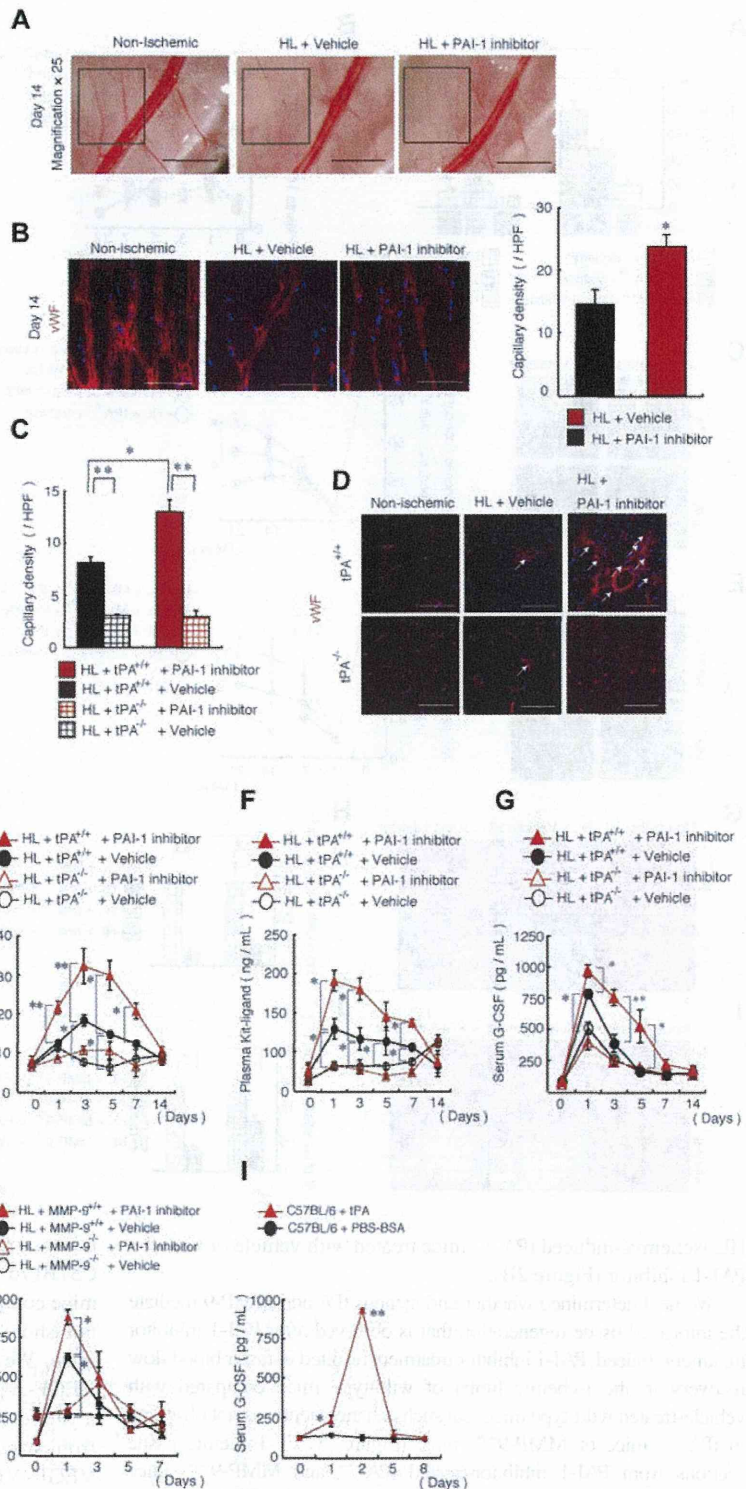 A
Non-Ischemic
HL + Vehicle
HL + PAI-1 inhibitor
Day 14
Magnification × 25
B
Non-ischemic
HL + Vehicle
HL + PAI-1 inhibitor
Day 14
vWF
Capillary density ( / HPF)
30
20
10
0
*
HL + Vehicle
HL + PAI-1 inhibitor
C
Capillary density ( / HPF)
15
10
5
0
*
**
**
HL + tPA+/+ + PAI-1 inhibitor
HL + tPA+/+ + Vehicle
HL + tPA-/- + PAI-1 inhibitor
HL + tPA-/- + Vehicle
D
Non-ischemic
HL + Vehicle
HL +
PAI-1 inhibitor
vWF
tPA+/+
tPA-/-
HL + tPA+/+ + PAI-1 inhibitor
HL + tPA+/+ + Vehicle
HL + tPA-/- + PAI-1 inhibitor
HL + tPA-/- + Vehicle
40
30
20
10
0
0 1 3 5 7 14 (Days)
F
HL + tPA+/+ + PAI-1 inhibitor
HL + tPA+/+ + Vehicle
HL + tPA-/- + PAI-1 inhibitor
HL + tPA-/- + Vehicle
Plasma Kit-ligand ( ng / mL )
250
200
150
100
50
0
0 1 3 5 7 14 (Days)
G
HL + tPA+/+ + PAI-1 inhibitor
HL + tPA+/+ + Vehicle
HL + tPA-/- + PAI-1 inhibitor
HL + tPA-/- + Vehicle
Serum G-CSF ( pg / mL )
1000
750
500
250
0 1 3 5 7 14 (Days)
HL + MMP-9+/+ + PAI-1 inhibitor
HL + MMP-9+/+ + Vehicle
HL + MMP-9-/- + PAI-1 inhibitor
HL + MMP-9-/- + Vehicle
750
500
250
0
0 1 3 5 7 (Days)
I
C57BL/6 + tPA
C57BL/6 + PBS-BSA
Serum G-CSF ( pg / mL )
1000
750
500
250
0
*
**
0 1 2 5 8 (Days)